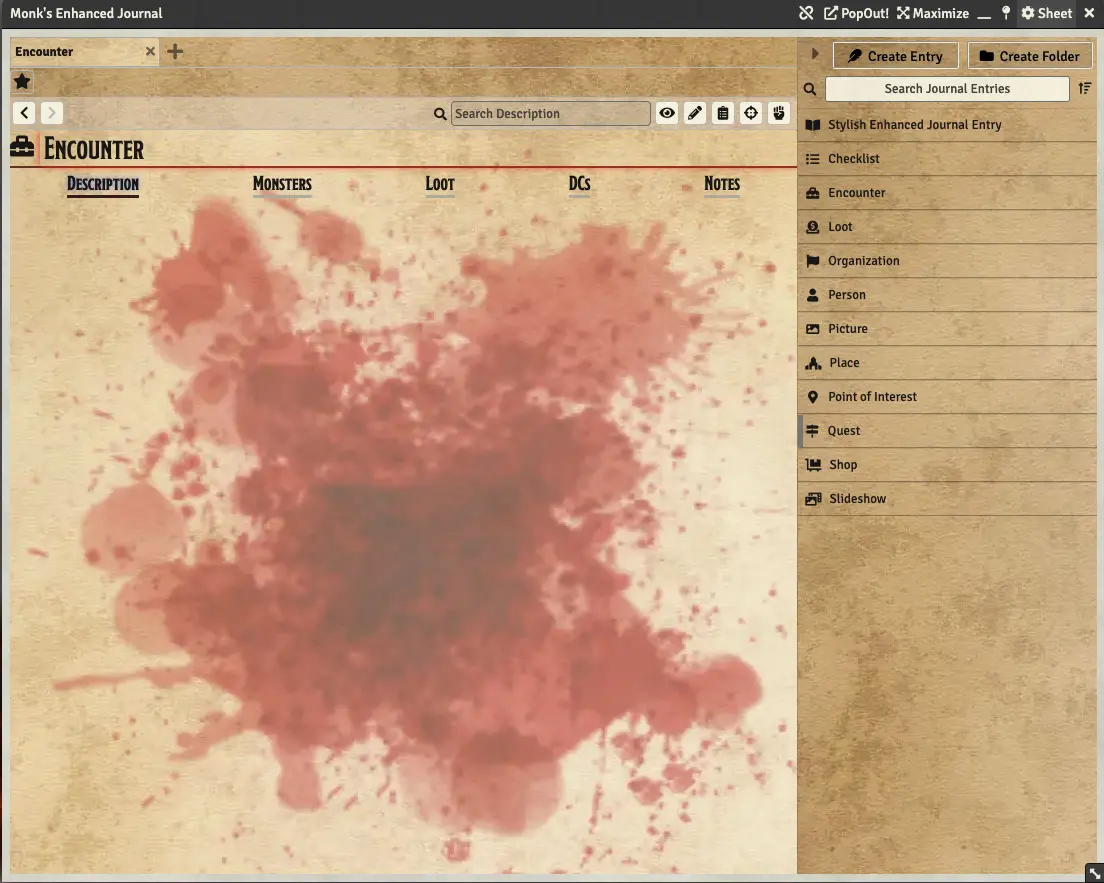 Monk's Enhanced Journal PopOut! Maximize Sheet
Encounter
Create Entry Create Folder
Search Journal Entries
Search Description
Encounter
Description Monsters Loot DCs Notes
Stylish Enhanced Journal Entry
Checklist
Encounter
Loot
Organization
Person
Picture
Place
Point of Interest
Quest
Shop
Slideshow